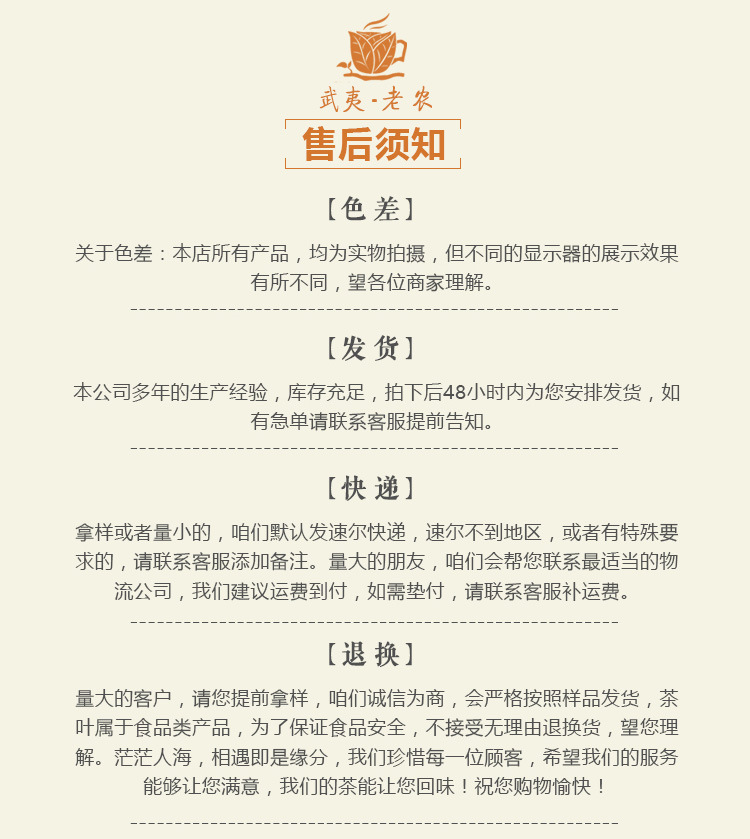 武夷-老农
售后须知
【色差】
关于色差：本店所有产品，均为实物拍摄，但不同的显示器的展示效果
有所不同，望各位商家理解。
【发货】
本公司多年的生产经验，库存充足，拍下后48小时内为您安排发货，如
有急单请联系客服提前告知。
【快递】
拿样或者量小的，咱们默认发速尔快递，速尔不到地区，或者有特殊要
求的，请联系客服添加备注。量大的朋友，咱们会帮您联系最适当的物
流公司，我们建议运费到付，如需垫付，请联系客服补运费。
【退换】
量大的客户，请您提前拿样，咱们诚信为商，会严格按照样品发货，茶
叶属于食品类产品，为了保证食品安全，不接受无理由退换货，望您理
解。茫茫人海，相遇即是缘分，我们珍惜每一位顾客，希望我们的服务
能够让您满意，我们的茶能让您回味！祝您购物愉快！